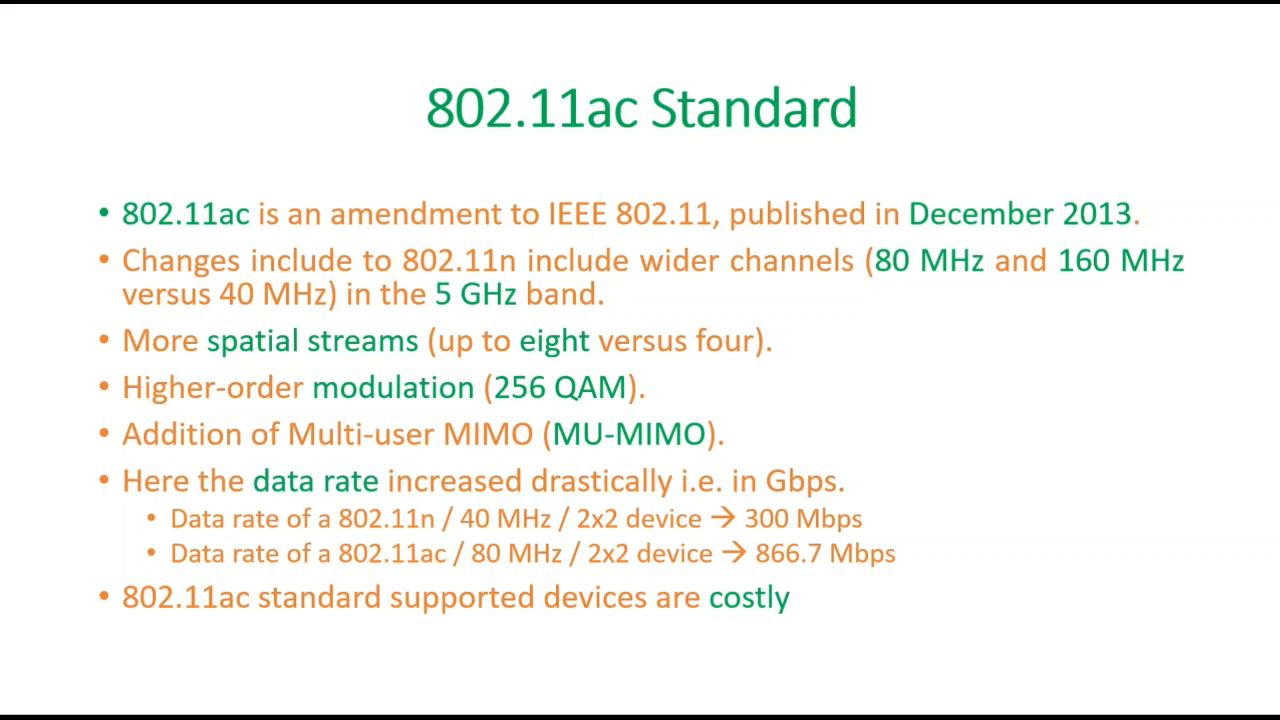 802.11ac Standard
• 802.11ac is an amendment to IEEE 802.11, published in December 2013.
• Changes include to 802.11n include wider channels (80 MHz and 160 MHz
versus 40 MHz) in the 5 GHz band.
• More spatial streams (up to eight versus four).
• Higher-order modulation (256 QAM).
• Addition of Multi-user MIMO (MU-MIMO).
• Here the data rate increased drastically i.e. in Gbps.
• Data rate of a 802.11n / 40 MHz / 2x2 device → 300 Mbps
• Data rate of a 802.11ac / 80 MHz / 2x2 device → 866.7 Mbps
• 802.11ac standard supported devices are costly